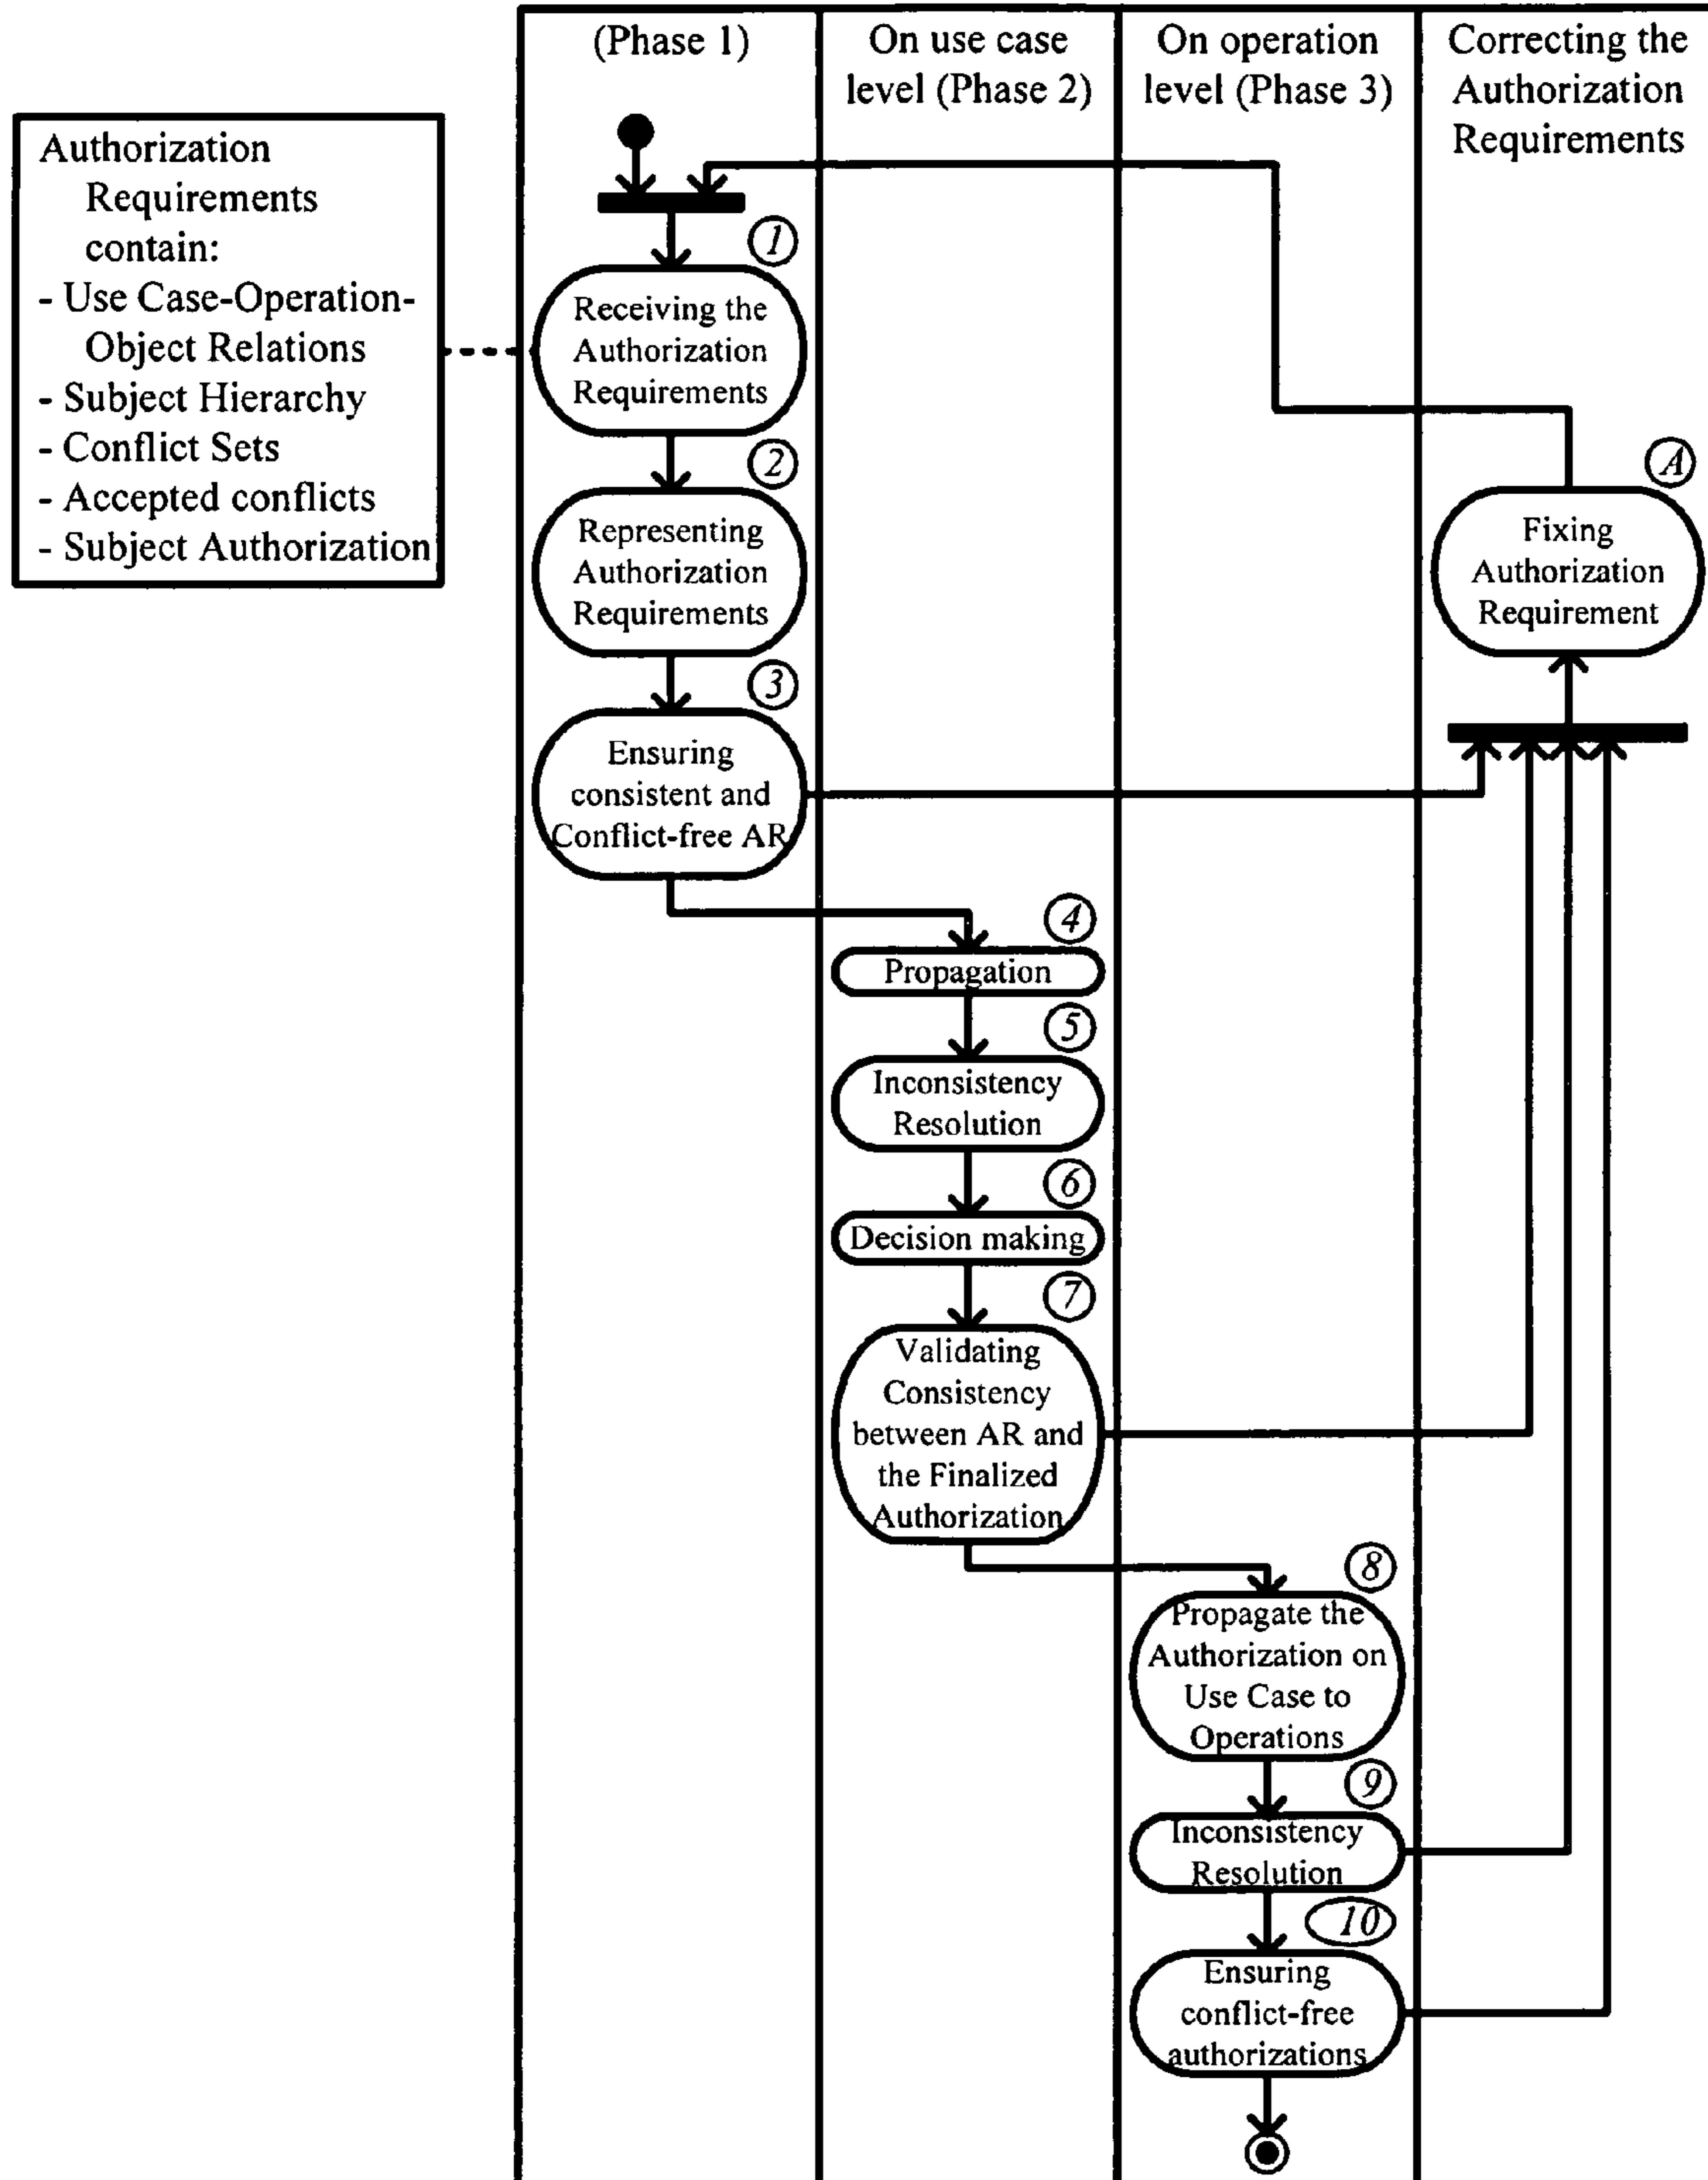 (Phase 1)
On use case
level (Phase 2)
On operation
level (Phase 3)
Correcting the
Authorization
Requirements
Authorization
Requirements
contain:
- Use Case-Operation-
Object Relations
- Subject Hierarchy
- Conflict Sets
- Accepted conflicts
- Subject Authorization
1
Receiving the
Authorization
Requirements
2
Representing
Authorization
Requirements
A
Fixing
Authorization
Requirement
3
Ensuring
consistent and
Conflict-free AR
4
Propagation
5
Inconsistency
Resolution
6
Decision making
7
Validating
Consistency
between AR and
the Finalized
Authorization
8
Propagate the
Authorization on
Use Case to
Operations
9
Inconsistency
Resolution
10
Ensuring
conflict-free
authorizations